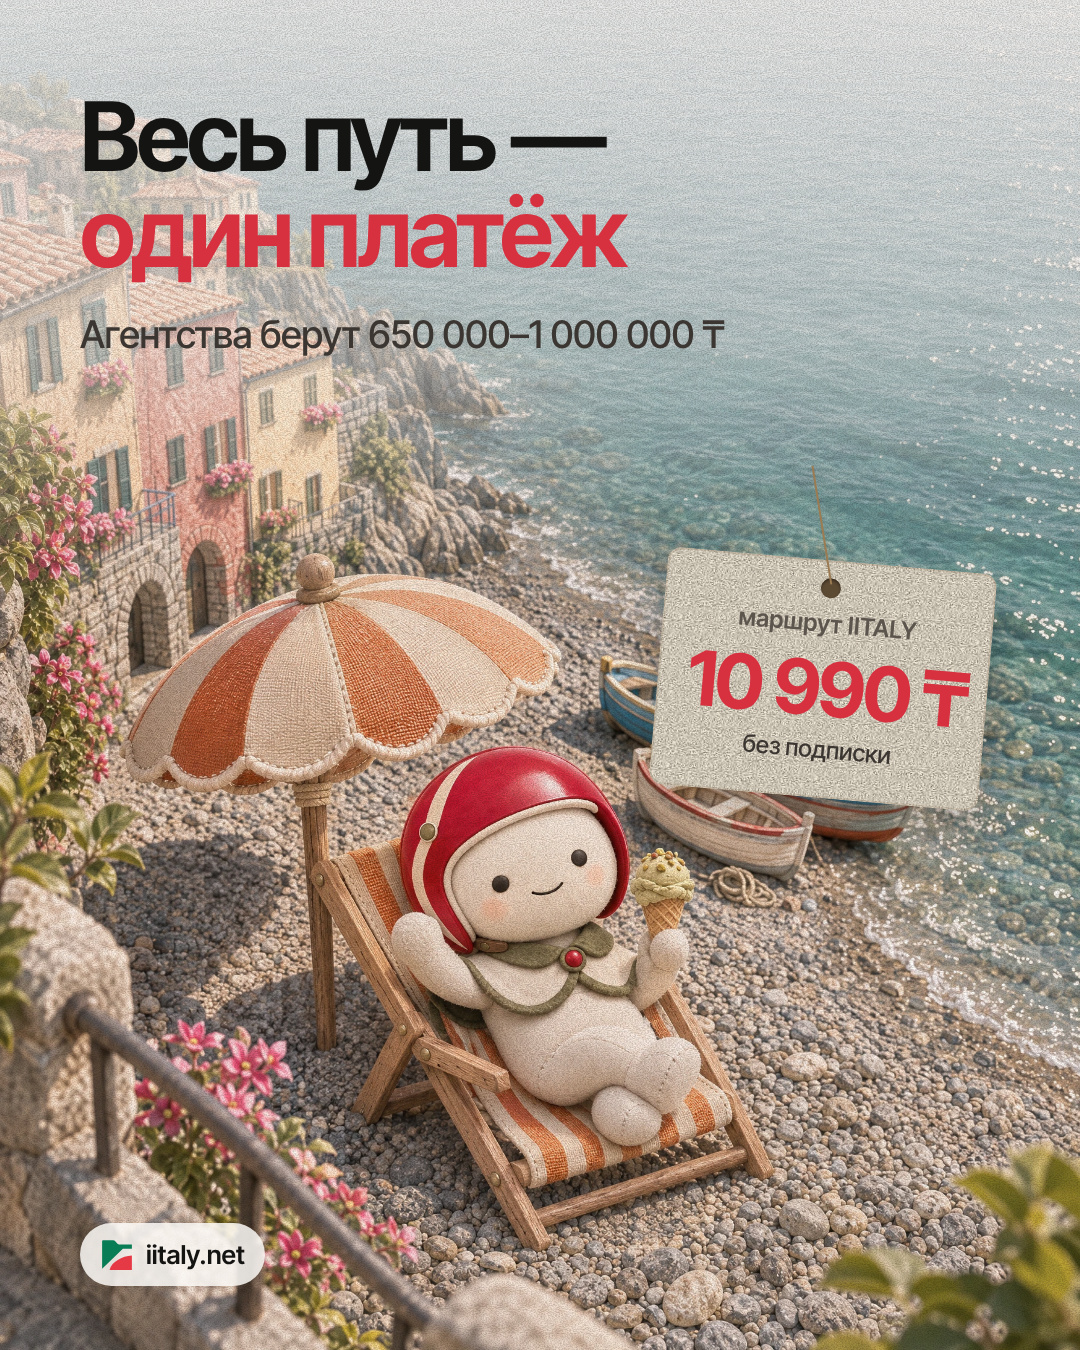 Весь путь —
один платёж
Агентства берут 650 000–1 000 000 ₸
маршрут IITALY
10 990 ₸
без подписки
iitaly.net